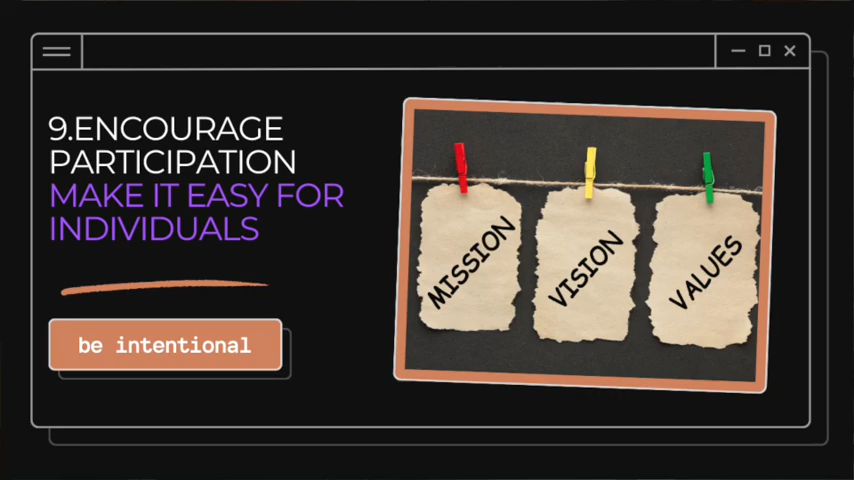 9.ENCOURAGE
PARTICIPATION
MAKE IT EASY FOR
INDIVIDUALS
be intentional
MISSION
VISION
VALUES